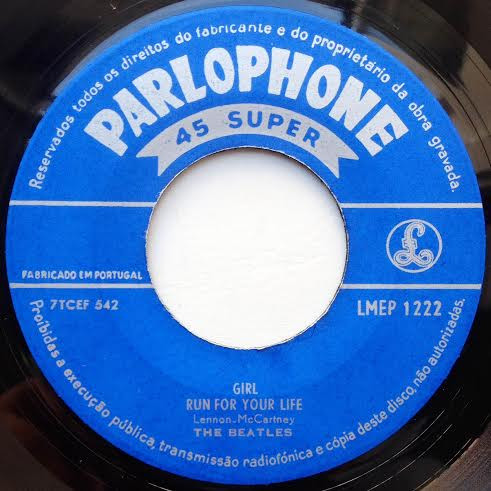 Reservados todos os direitos do fabricante e do proprietário da obra gravada.
PARLOPHONE
45 SUPER
£
FABRICADO EM PORTUGAL
7TCEF 542
LMEP 1222
GIRL
RUN FOR YOUR LIFE
Lennon-McCartney
THE BEATLES
Proibidas a execução pública, transmissão radiofónica e cópia deste disco, não autorizadas.